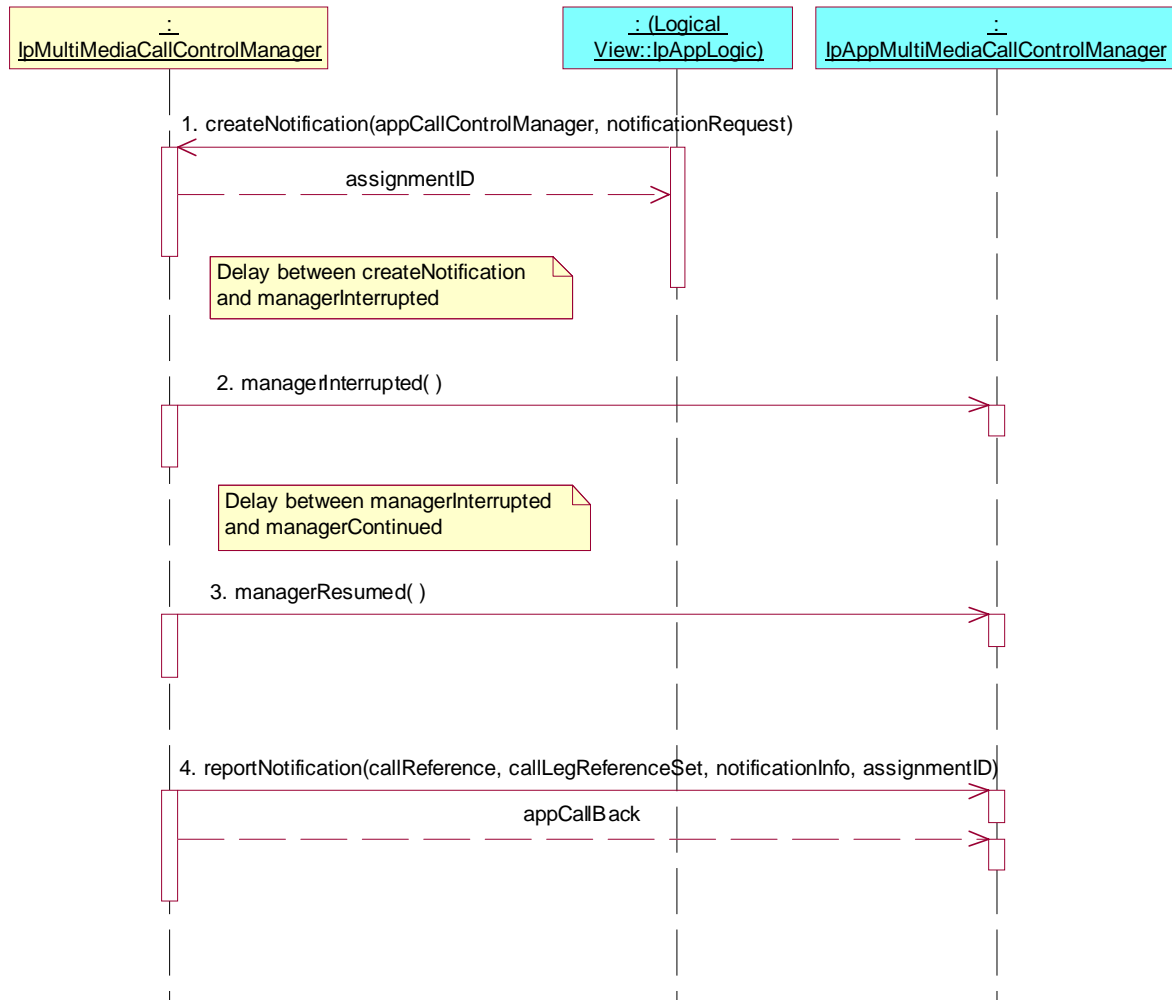 :
IpMultiMediaCallControlManager
: (Logical
View::IpAppLogic)
:
IpAppMultiMediaCallControlManager
1. createNotification(appCallControlManager, notificationRequest)
assignmentID
Delay between createNotification
and managerInterrupted
2. managerInterrupted( )
Delay between managerInterrupted
and managerContinued
3. managerResumed( )
4. reportNotification(callReference, callLegReferenceSet, notificationInfo, assignmentID)
appCallBack